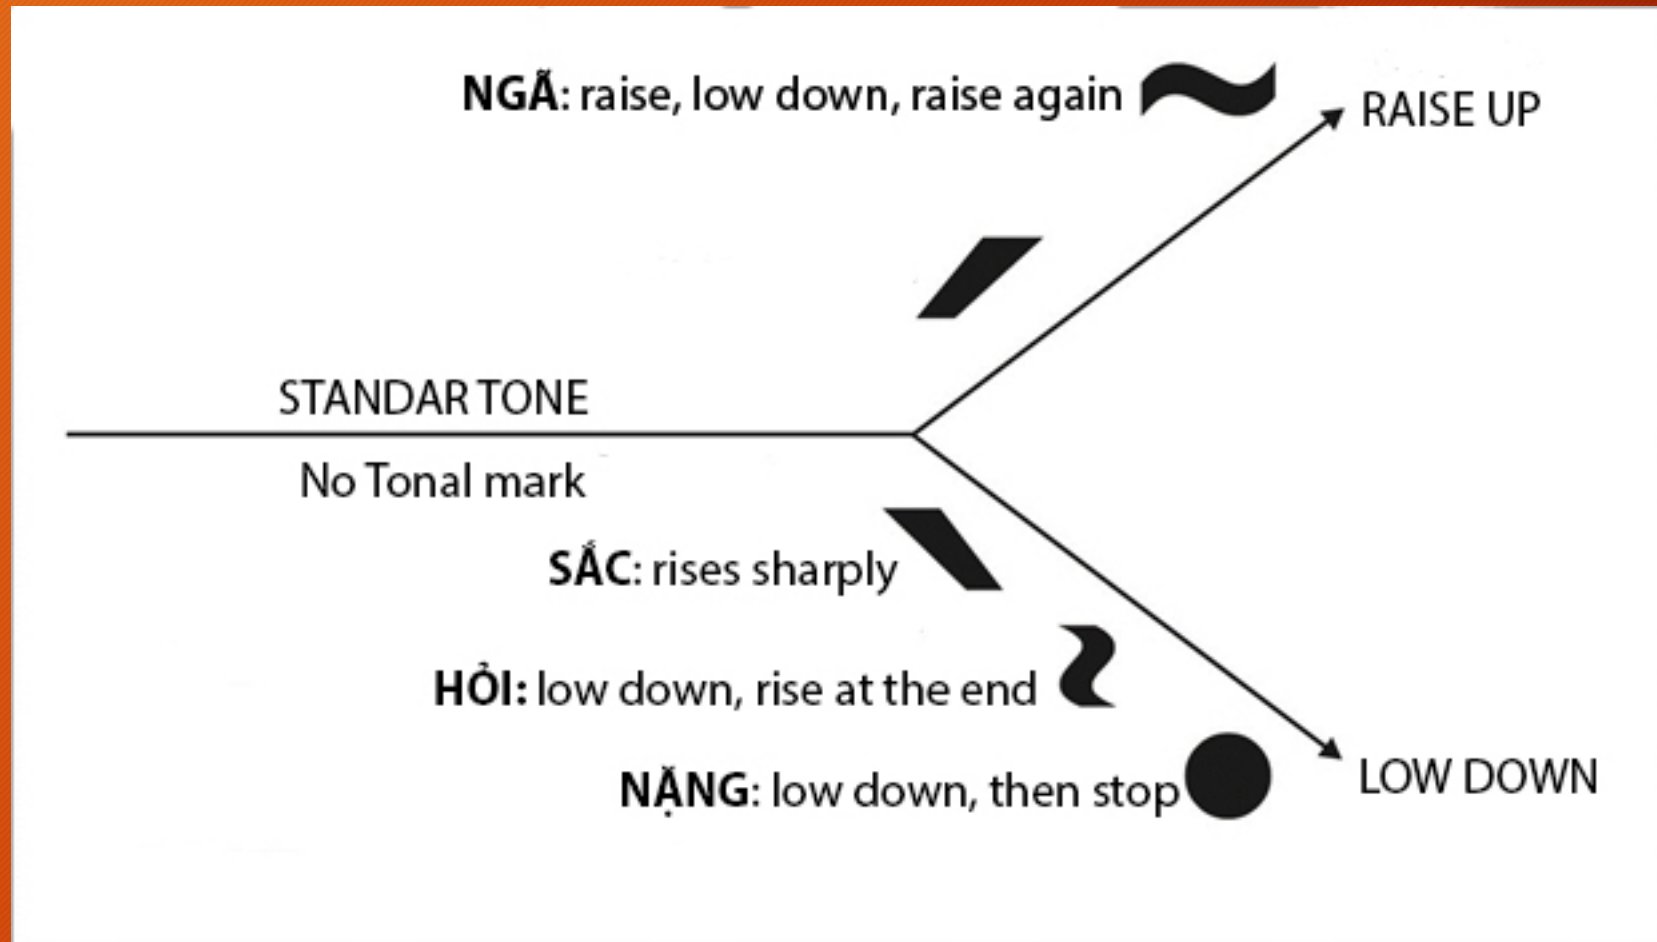 NGÃ: raise, low down, raise again
RAISE UP
STANDAR TONE
No Tonal mark
SẮC: rises sharply
HỎI: low down, rise at the end
NẶNG: low down, then stop
LOW DOWN